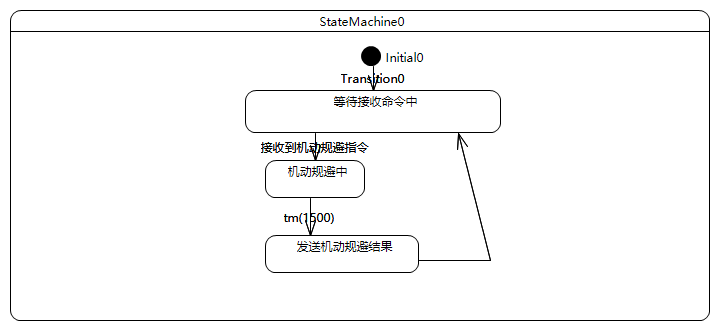 StateMachine0
Initial0
Transition0
等待接收命令中
接收到机动规避指令
机动规避中
tm(1500)
发送机动规避结果